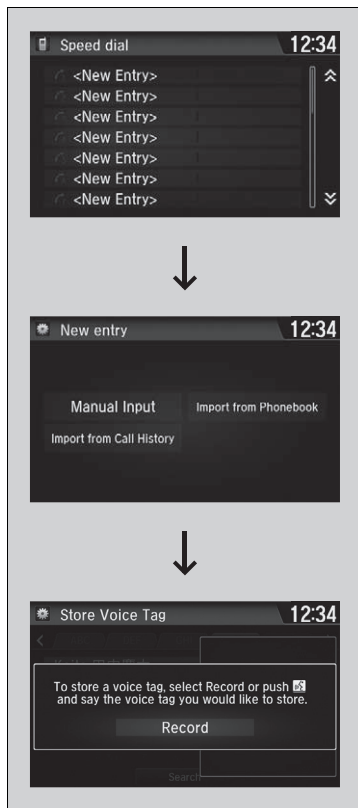 Speed dial 12:34
<New Entry>
<New Entry>
<New Entry>
<New Entry>
<New Entry>
<New Entry>
<New Entry>
New entry 12:34
Manual Input Import from Phonebook
Import from Call History
Store Voice Tag 12:34
To store a voice tag, select Record or push
and say the voice tag you would like to store.
Record
Search